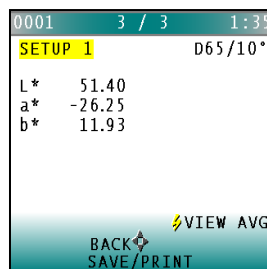 0001 3 / 3 1:35
SETUP 1 D65/10°
L* 51.40
a* -26.25
b* 11.93
VIEW AVG
BACK
SAVE/PRINT